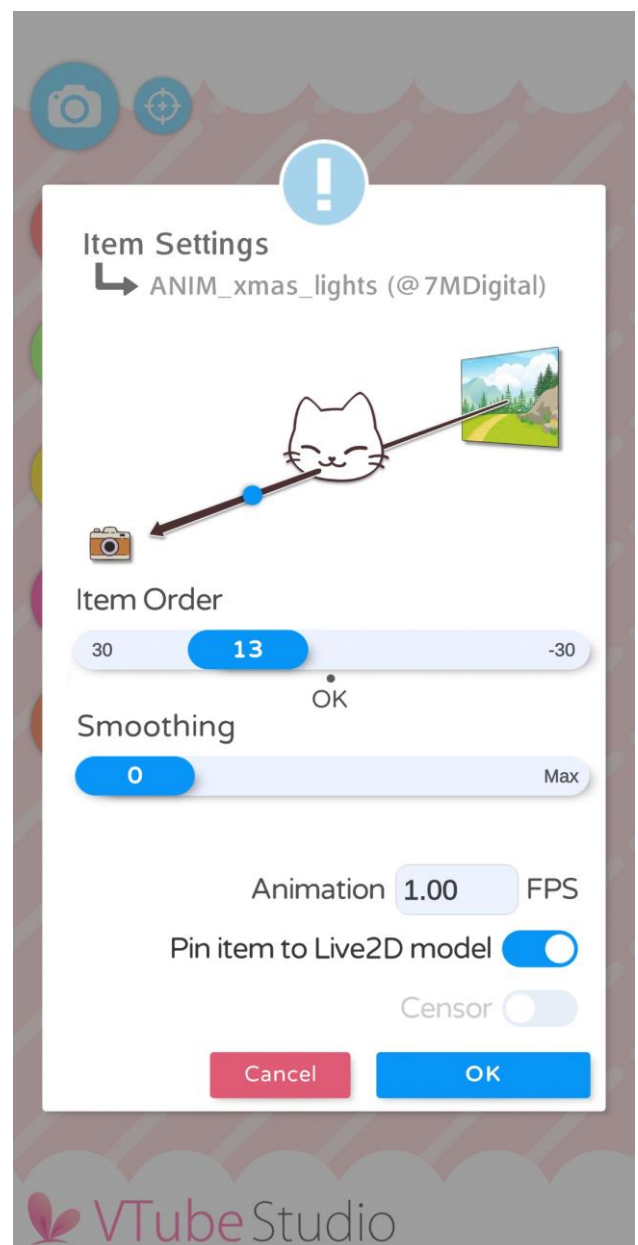 !
Item Settings
ANIM_xmas_lights (@7MDigital)
Item Order
30 13 -30
OK
Smoothing
0 Max
Animation 1.00 FPS
Pin item to Live2D model
Censor
Cancel OK
VTube Studio